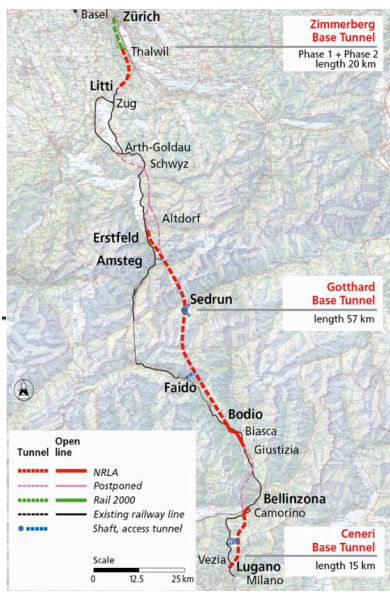 Basel
Zürich
Zimmerberg
Base Tunnel
Phase 1 + Phase 2
length 20 km
Thalwil
Litti
Zug
Arth-Goldau
Schwyz
Altdorf
Erstfeld
Amsteg
Gotthard
Base Tunnel
length 57 km
Sedrun
Faido
Bodio
Biasca
Giustizia
Tunnel Open line
NRLA
Postponed
Rail 2000
Existing railway line
Shaft, access tunnel
Scale
0 12.5 25 km
Bellinzona
Camorino
Ceneri
Base Tunnel
length 15 km
Vezia
Lugano
Milano